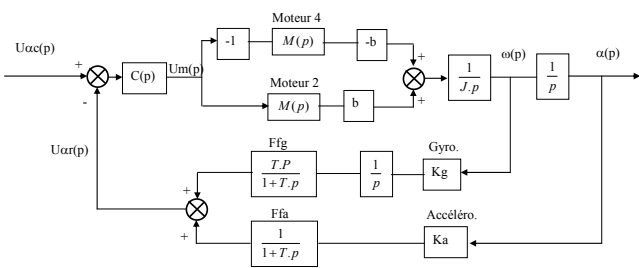 Moteur 4
Uαc(p)
-1
M(p)
-b
+
+
C(p)
Um(p)
+
ω(p)
α(p)
1
J.p
1
p
-
Moteur 2
M(p)
b
+
Uαr(p)
Ffg
Gyro.
T.P
1+T.p
1
p
Kg
+
Ffa
Accéléro.
+
1
1+T.p
Ka